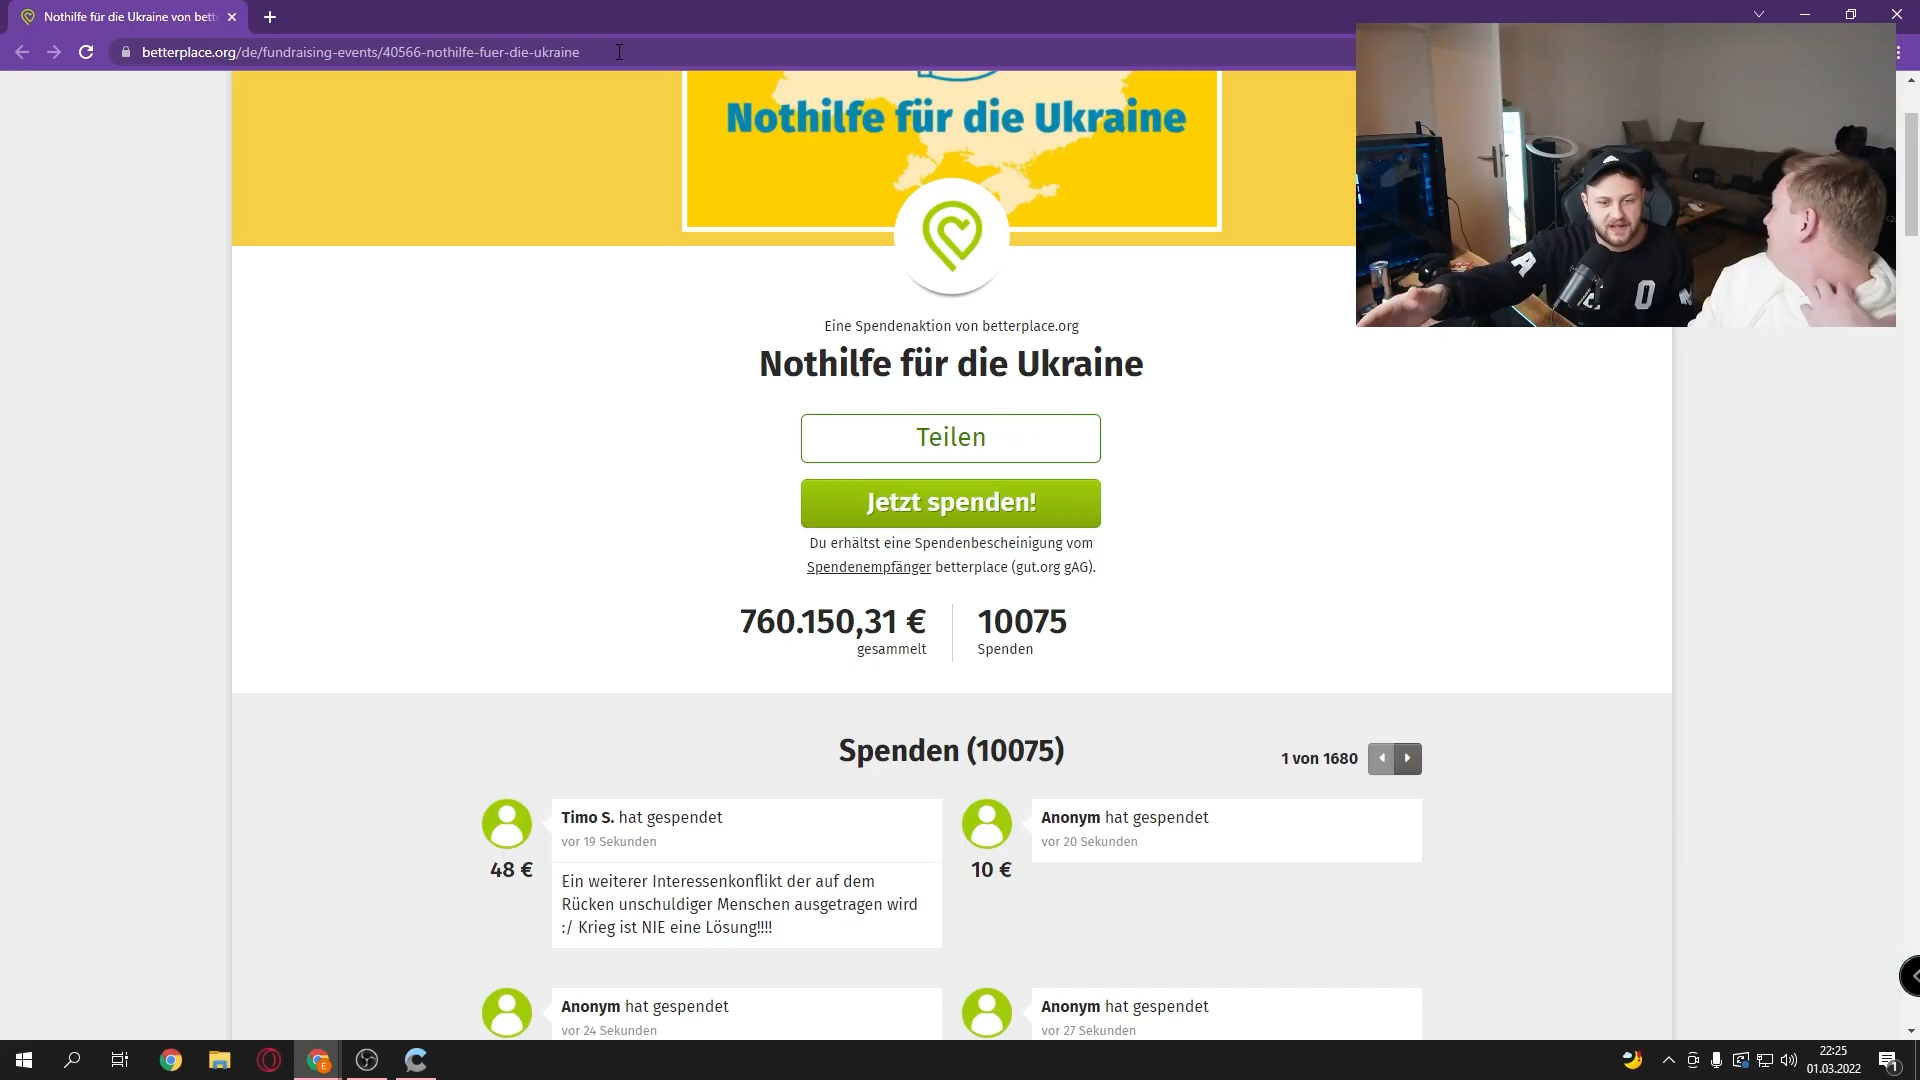 Nothilfe für die Ukraine von bett
betterplace.org/de/fundraising-events/40566-nothilfe-fuer-die-ukraine
Nothilfe für die Ukraine
Eine Spendenaktion von betterplace.org
Nothilfe für die Ukraine
Teilen
Jetzt spenden!
Du erhältst eine Spendenbescheinigung vom
Spendenempfänger betterplace (gut.org gAG).
760.150,31 €
gesammelt
10075
Spenden
Spenden (10075)
1 von 1680
Timo S. hat gespendet
vor 19 Sekunden
48 €
Ein weiterer Interessenkonflikt der auf dem
Rücken unschuldiger Menschen ausgetragen wird
:/ Krieg ist NIE eine Lösung!!!!
Anonym hat gespendet
vor 20 Sekunden
10 €
Anonym hat gespendet
vor 24 Sekunden
Anonym hat gespendet
vor 27 Sekunden
22:25
01.03.2022